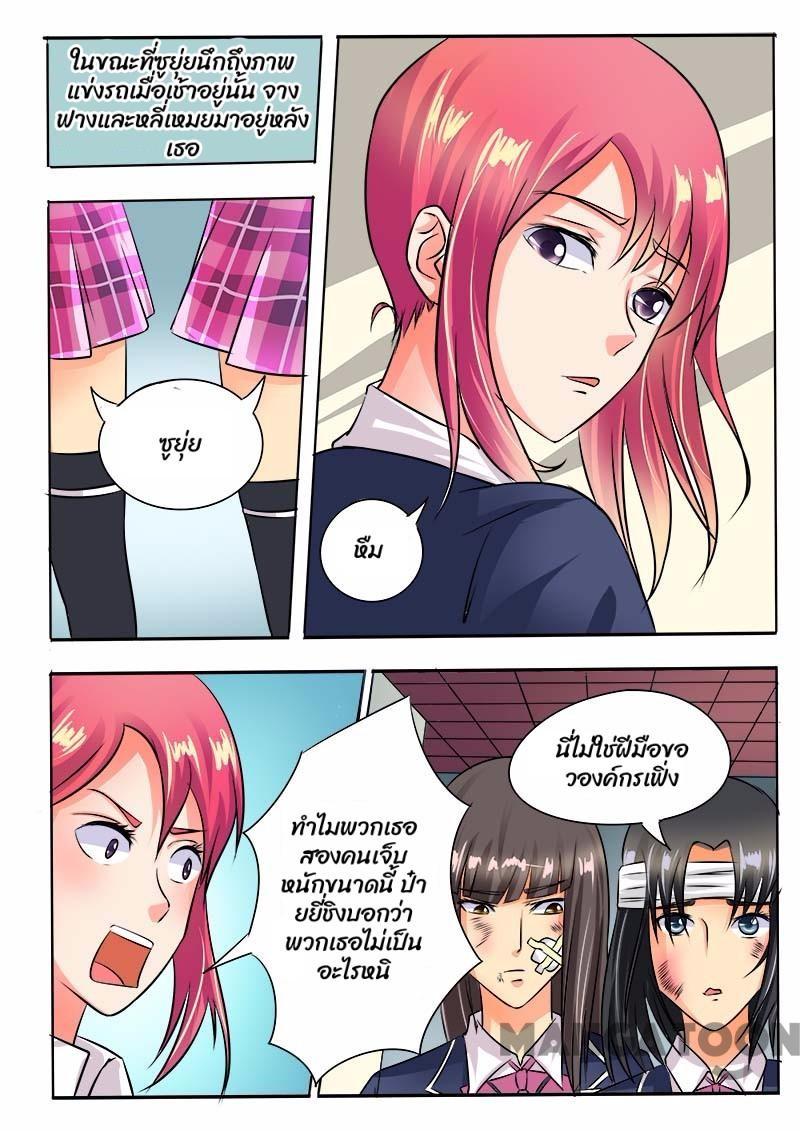 ในขณะที่ซูยุ่ยนึกถึงภาพ
แข่งรถเมื่อเช้าอยู่นั้น จาง
ฟางและหลี่เหมยมาอยู่หลัง
เธอ
ซูยุ่ย
หืม
ทำไมพวกเธอ
สองคนเจ็บ
หนักขนาดนี้ ป๋า
ยยี่ชิงบอกว่า
พวกเธอไม่เป็น
อะไรหนิ
นี่ไม่ใช่ฝีมือขอ
วองค์กรเฟิ่ง
MANGATOON